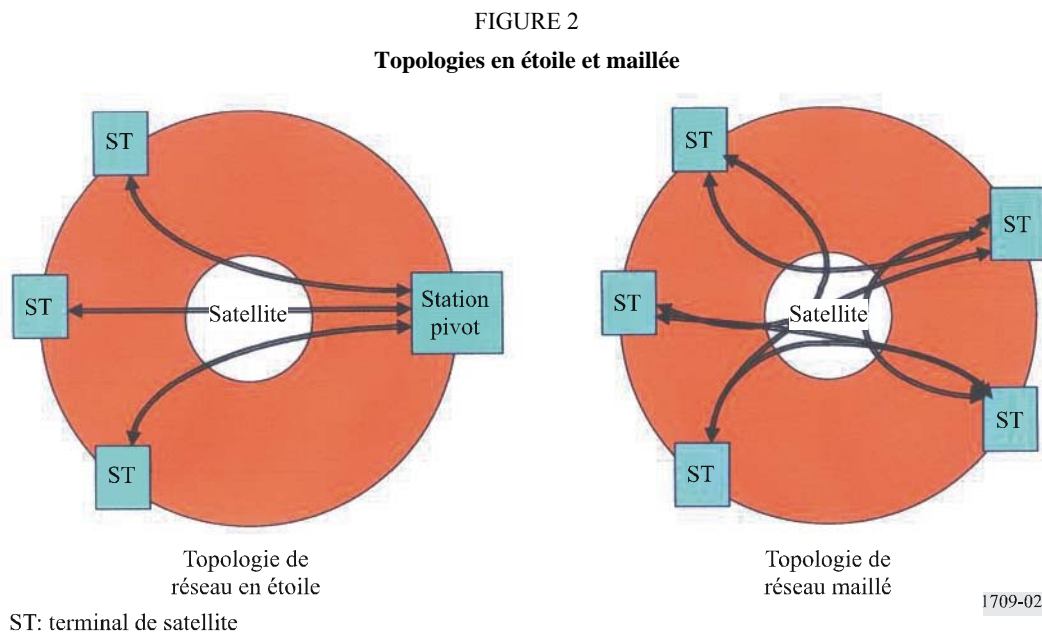 FIGURE 2
Topologies en étoile et maillée
ST
ST
ST
Satellite
Station
pivot
Topologie de
réseau en étoile
ST
ST
ST
Satellite
ST
ST
Topologie de
réseau maillé
1709-02
ST: terminal de satellite